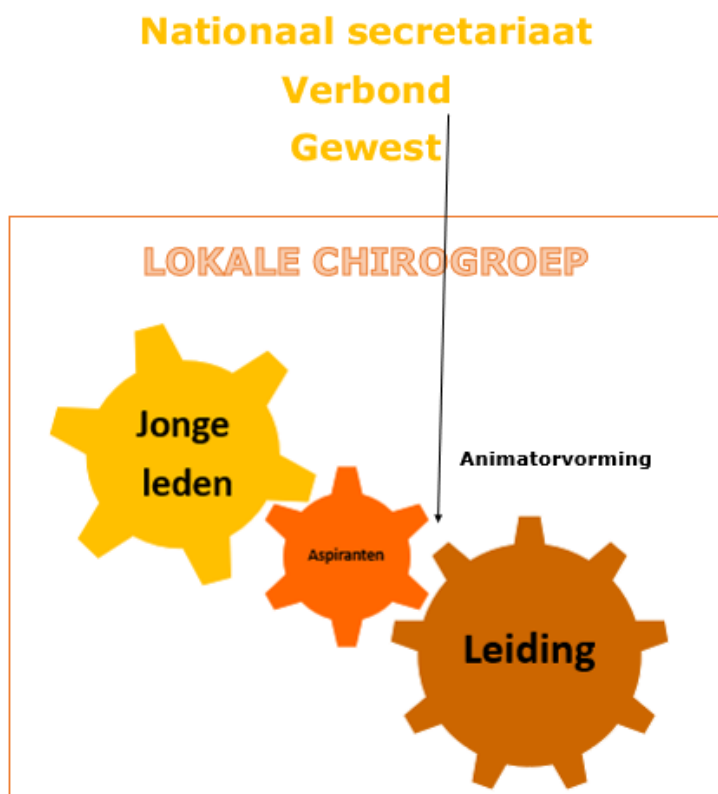 Nationaal secretariaat
Verbond
Gewest
LOKALE CHIROGROEP
Jonge
leden
Animatorvorming
Aspiranten
Leiding